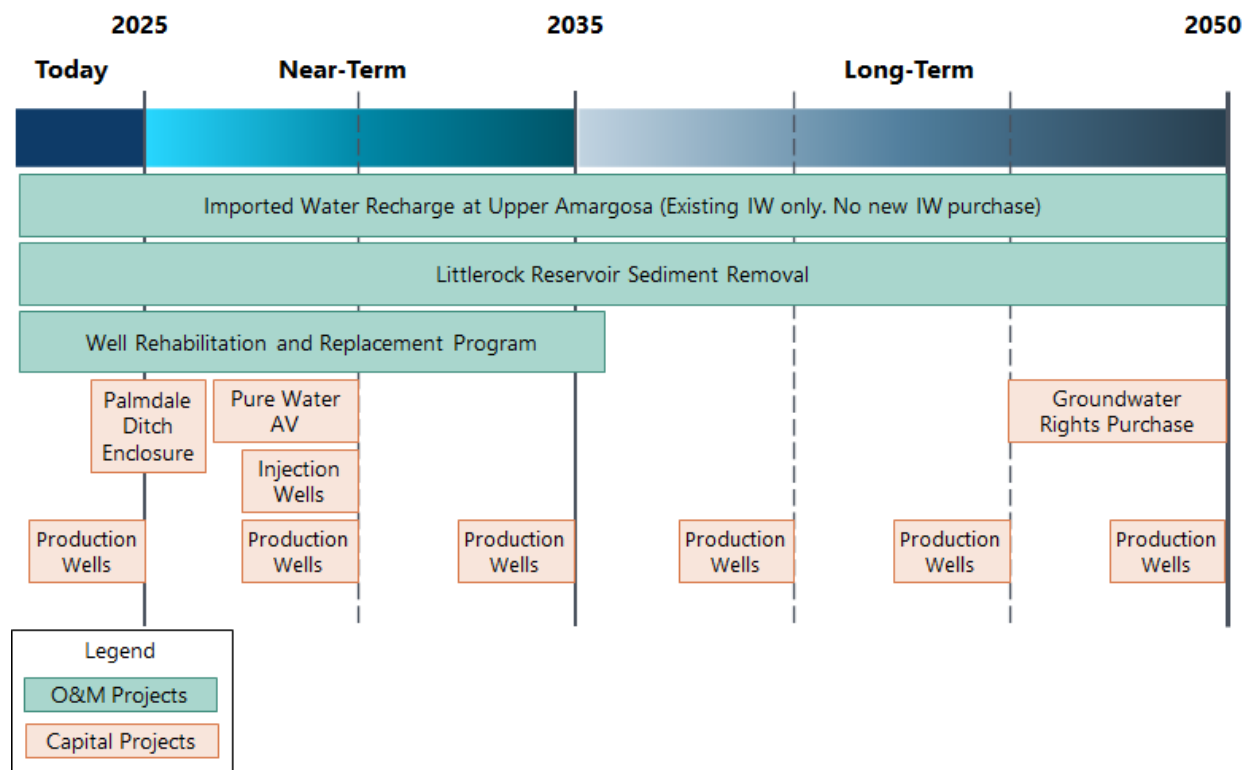 2025
2035
2050
Today
Near-Term
Long-Term
Imported Water Recharge at Upper Amargosa (Existing IW only. No new IW purchase)
Littlerock Reservoir Sediment Removal
Well Rehabilitation and Replacement Program
Palmdale
Ditch
Enclosure
Pure Water
AV
Groundwater
Rights Purchase
Injection
Wells
Production
Wells
Production
Wells
Production
Wells
Production
Wells
Production
Wells
Production
Wells
Legend
O&M Projects
Capital Projects